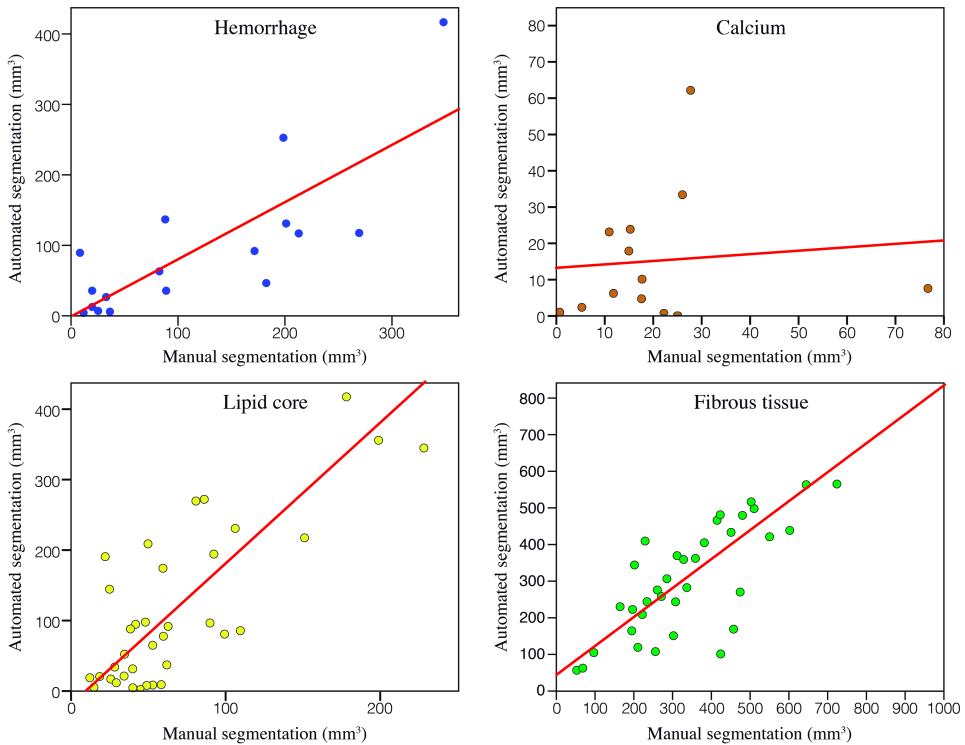 Hemorrhage
Automated segmentation (mm³)
400
300
200
100
0
0 100 200 300
Manual segmentation (mm³)
Calcium
Automated segmentation (mm³)
80
70
60
50
40
30
20
10
0
0 10 20 30 40 50 60 70 80
Manual segmentation (mm³)
Lipid core
Automated segmentation (mm³)
400
300
200
100
0
0 100 200
Manual segmentation (mm³)
Fibrous tissue
Automated segmentation (mm³)
800
700
600
500
400
300
200
100
0
0 100 200 300 400 500 600 700 800 900 1000
Manual segmentation (mm³)